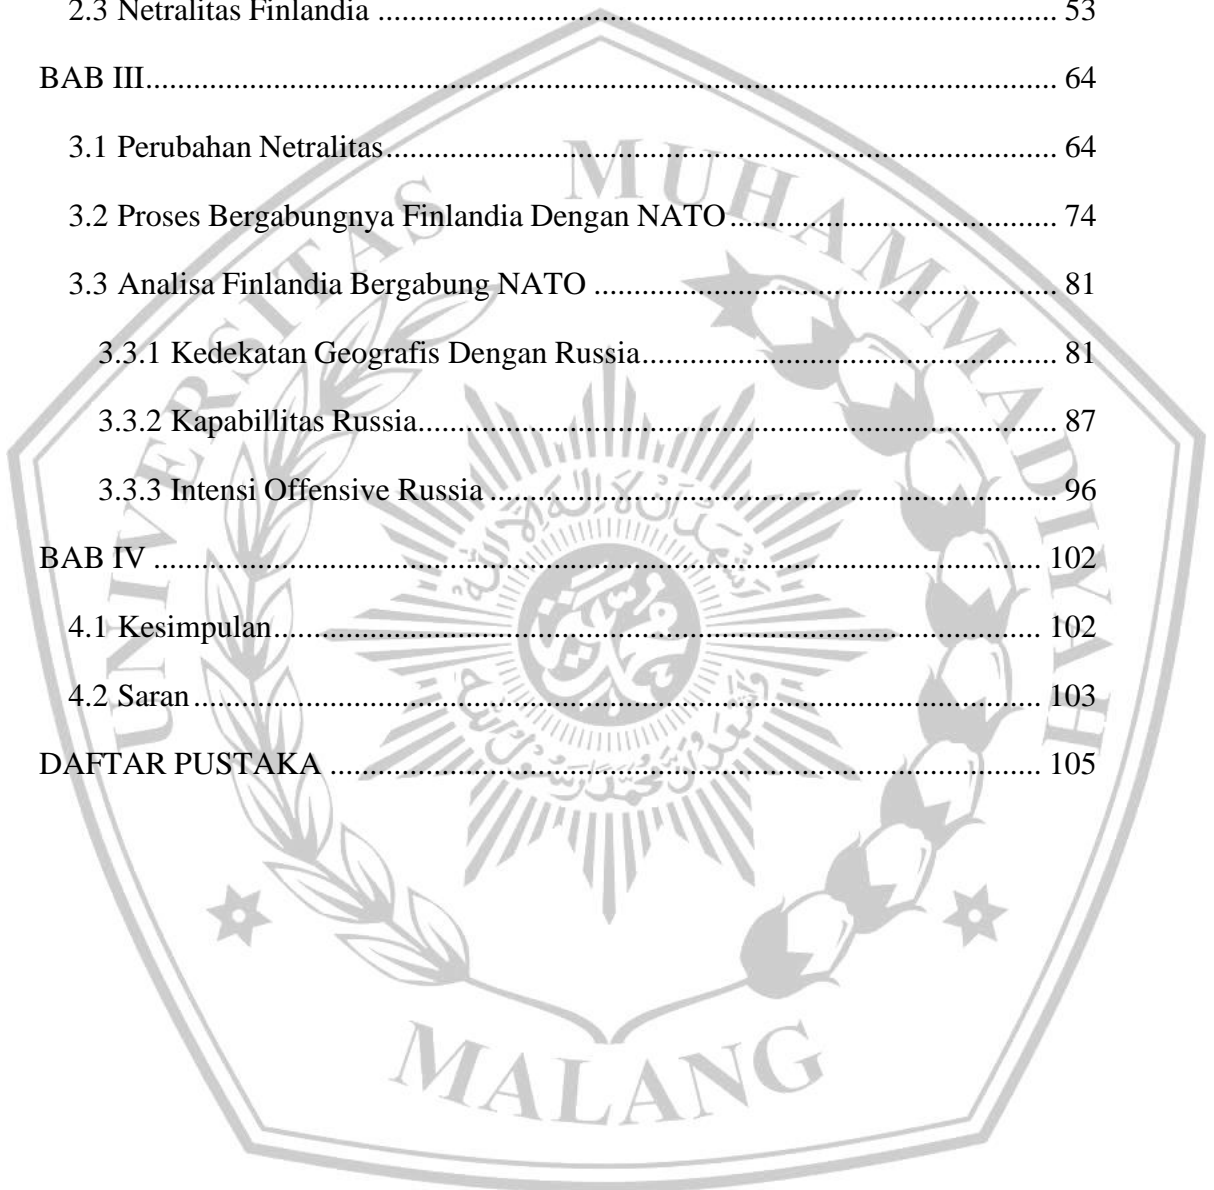 2.3 Netralitas Finlandia ........................................................................................ 53
BAB III.................................................................................................................. 64
3.1 Perubahan Netralitas.................................................................................... 64
3.2 Proses Bergabungnya Finlandia Dengan NATO ......................................... 74
3.3 Analisa Finlandia Bergabung NATO .......................................................... 81
3.3.1 Kedekatan Geografis Dengan Russia.................................................... 81
3.3.2 Kapabillitas Russia................................................................................ 87
3.3.3 Intensi Offensive Russia ....................................................................... 96
BAB IV ............................................................................................................... 102
4.1 Kesimpulan................................................................................................ 102
4.2 Saran .......................................................................................................... 103
DAFTAR PUSTAKA ......................................................................................... 105
UNIVERSITAS MUHAMMADIYAH
MALANG